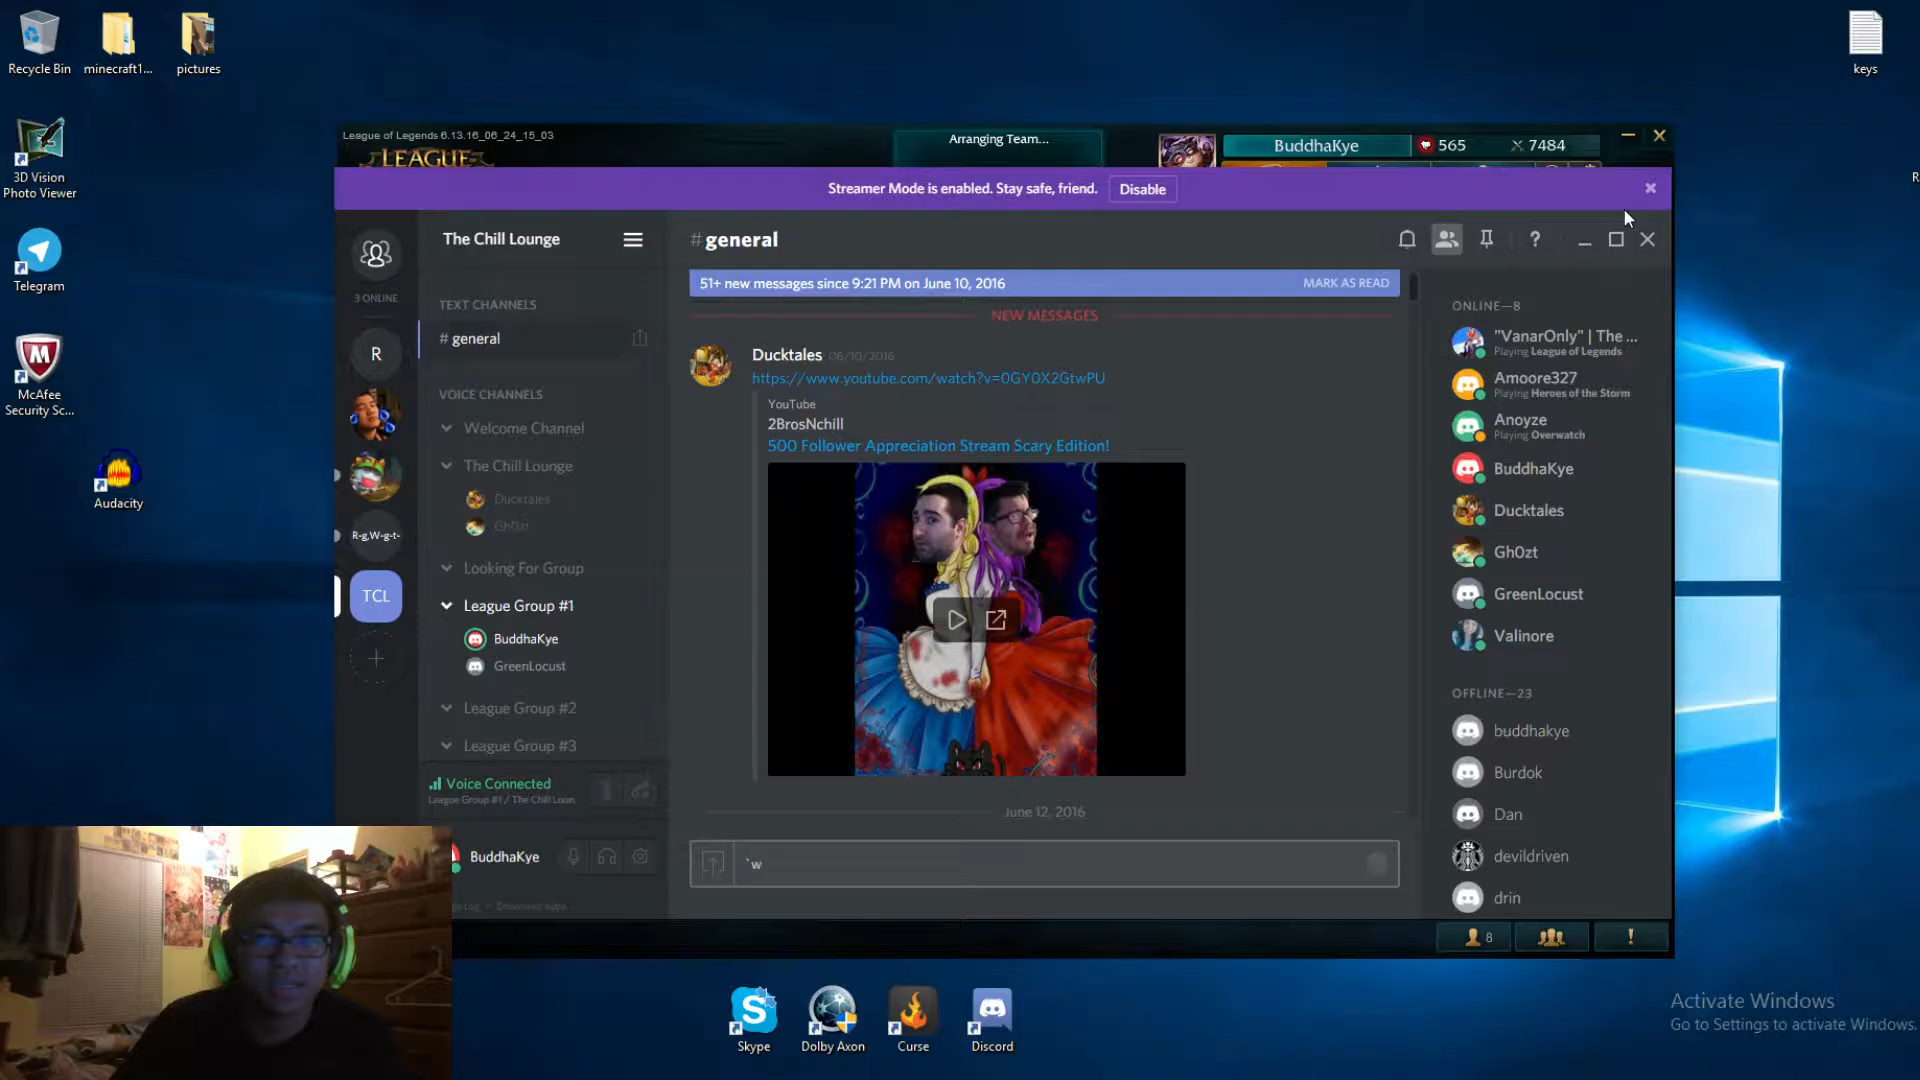 Recycle Bin
minecraft1...
pictures
keys
3D Vision
Photo Viewer
Telegram
McAfee
Security Sc...
Audacity
League of Legends 6.13.16_06_24_15_03
LEAGUE
Arranging Team...
BuddhaKye
565
7484
Streamer Mode is enabled. Stay safe, friend.
Disable
The Chill Lounge
3 ONLINE
R
R-g,W-g-t-
TCL
TEXT CHANNELS
# general
VOICE CHANNELS
Welcome Channel
The Chill Lounge
Ducktales
Gh0zt
Looking For Group
League Group #1
BuddhaKye
GreenLocust
League Group #2
League Group #3
Voice Connected
League Group #1 / The Chill Loun
BuddhaKye
#general
51+ new messages since 9:21 PM on June 10, 2016
MARK AS READ
NEW MESSAGES
Ducktales 06/10/2016
https://www.youtube.com/watch?v=0GY0X2GtwPU
YouTube
2BrosNchill
500 Follower Appreciation Stream Scary Edition!
June 12, 2016
`w
ONLINE—8
"VanarOnly" | The ...
Playing League of Legends
Amoore327
Playing Heroes of the Storm
Anoyze
Playing Overwatch
BuddhaKye
Ducktales
Gh0zt
GreenLocust
Valinore
OFFLINE—23
buddhakye
Burdok
Dan
devildriven
drin
8
Skype
Dolby Axon
Curse
Discord
Activate Windows
Go to Settings to activate Windows.